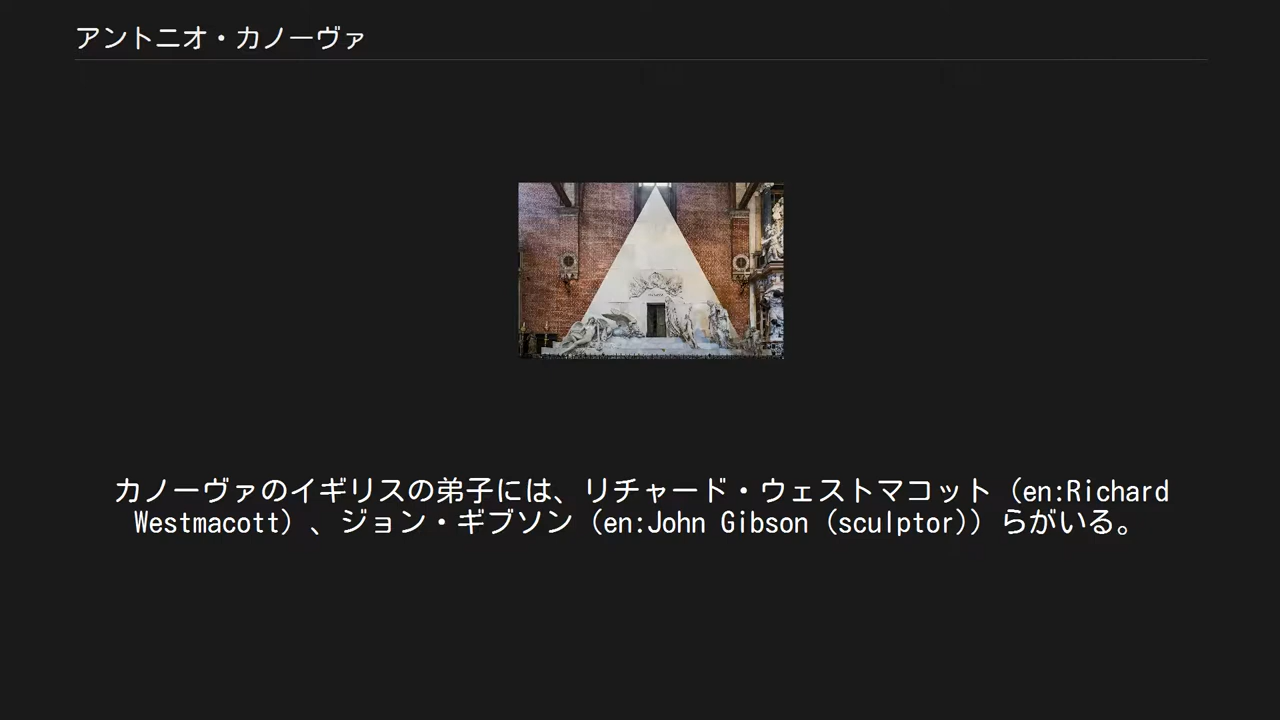 アントニオ・カノーヴァ
カノーヴァのイギリスの弟子には、リチャード・ウェストマコット（en:Richard
Westmacott）、ジョン・ギブソン（en:John Gibson（sculptor））らがいる。